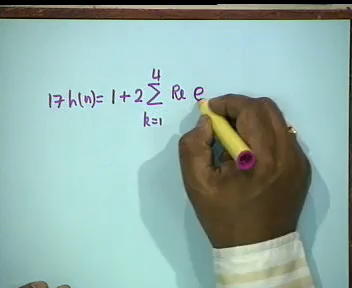 17 h(n) = 1 + 2 4∑k=1 Re e